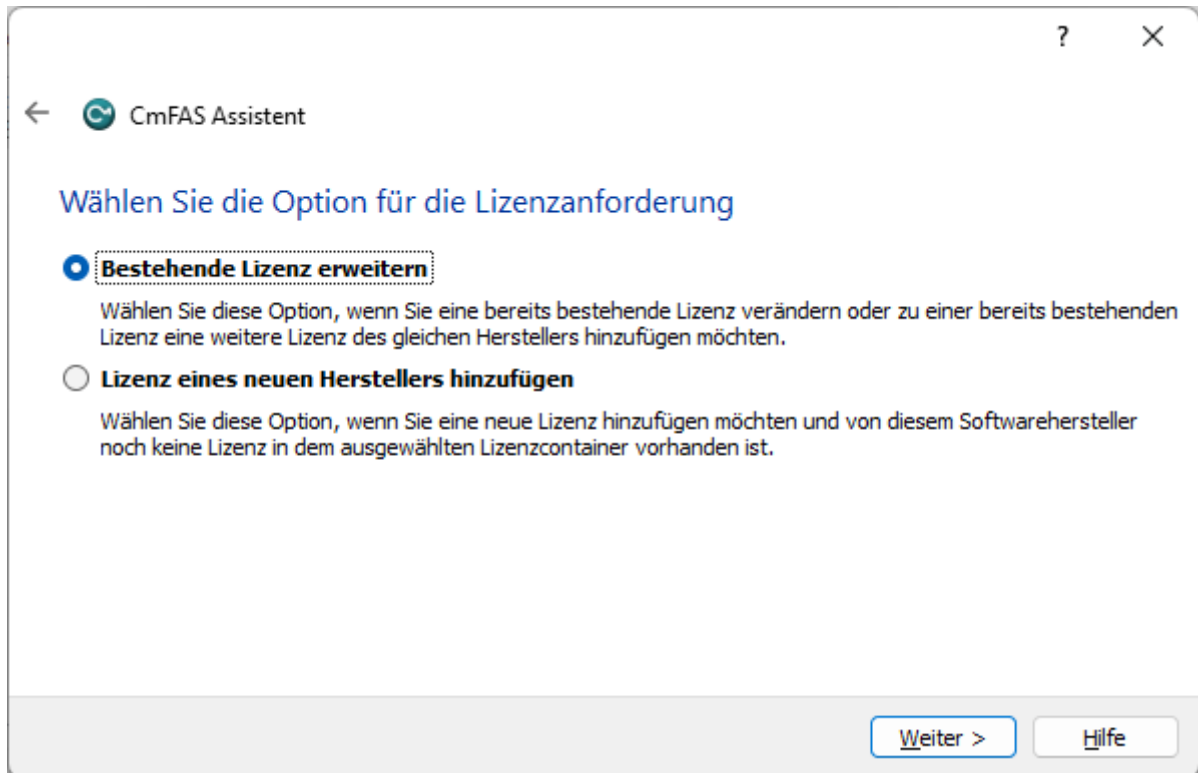 ?
CmFAS Assistent
Wählen Sie die Option für die Lizenzanforderung
Bestehende Lizenz erweitern
Wählen Sie diese Option, wenn Sie eine bereits bestehende Lizenz verändern oder zu einer bereits bestehenden
Lizenz eine weitere Lizenz des gleichen Herstellers hinzufügen möchten.
Lizenz eines neuen Herstellers hinzufügen
Wählen Sie diese Option, wenn Sie eine neue Lizenz hinzufügen möchten und von diesem Softwarehersteller
noch keine Lizenz in dem ausgewählten Lizenzcontainer vorhanden ist.
Weiter > Hilfe